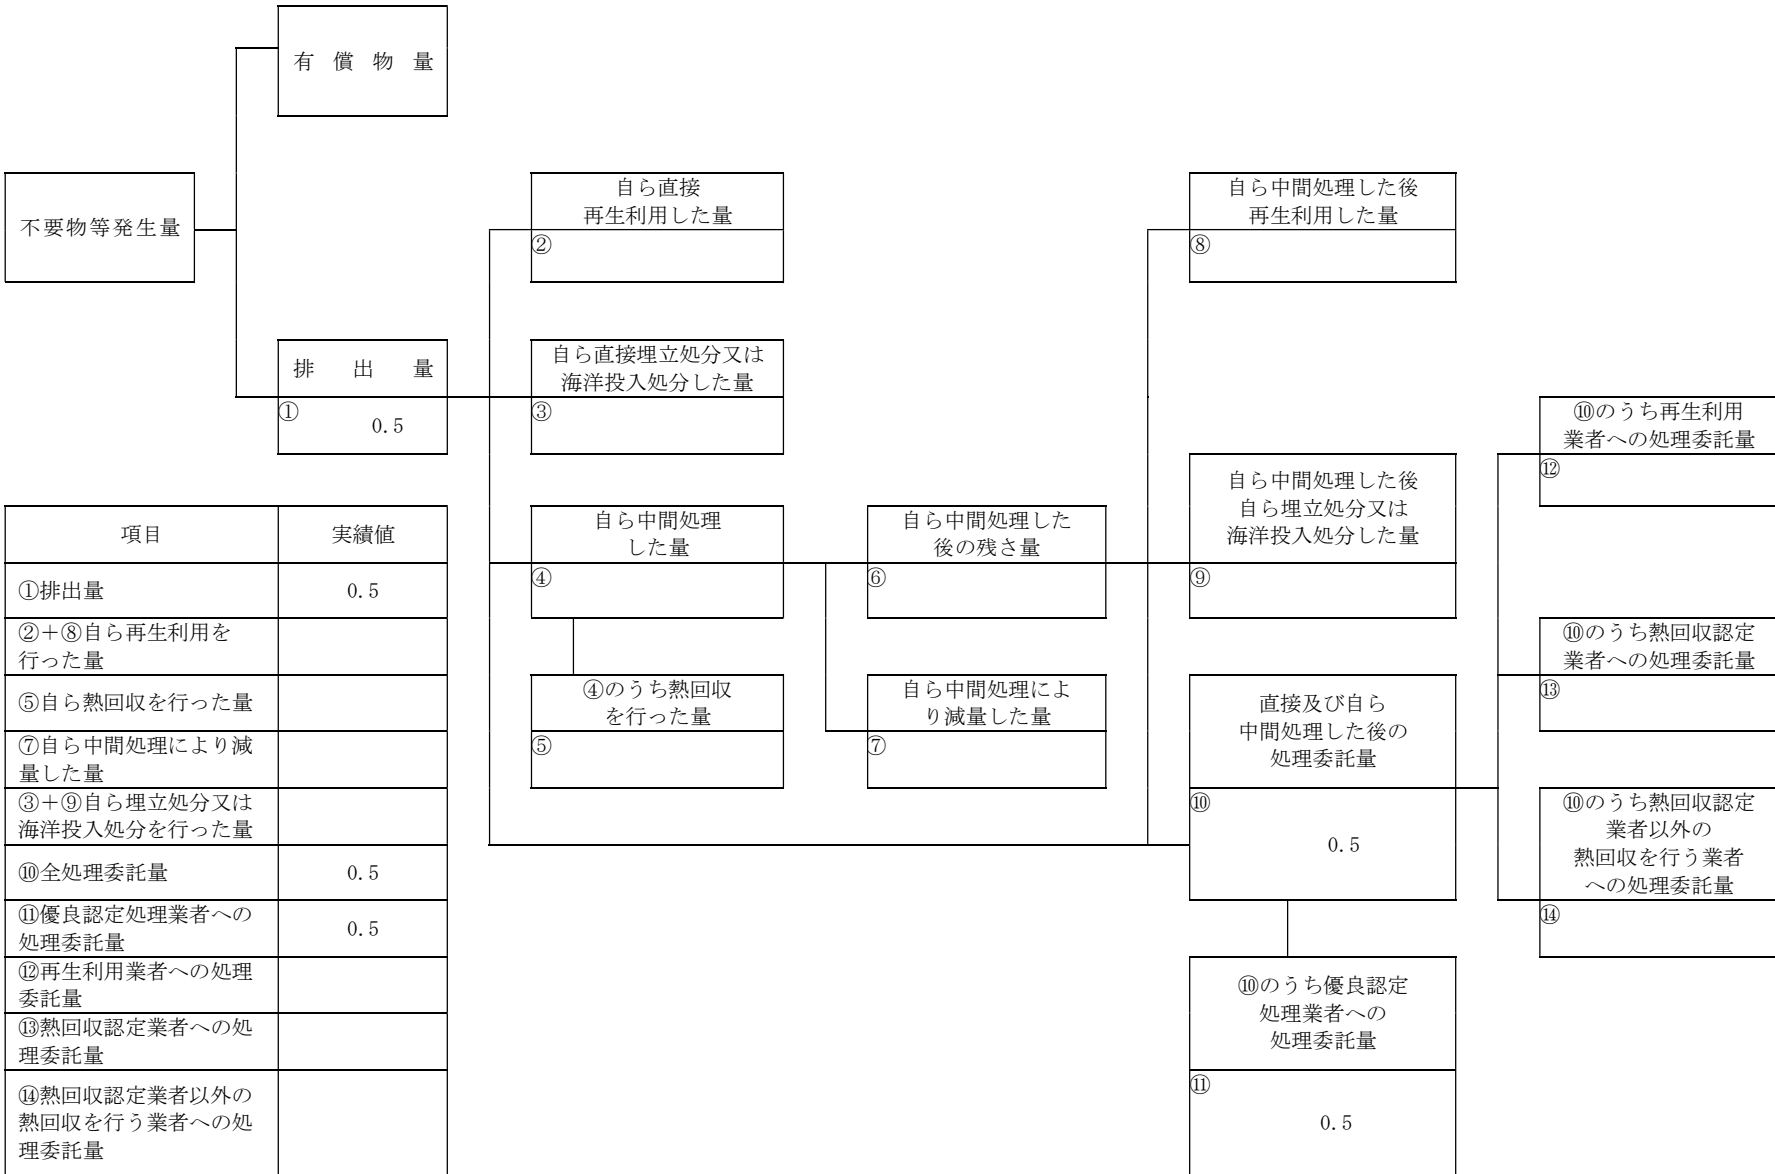 有償物量
不要物等発生量
自ら直接
再生利用した量
②
自ら中間処理した後
再生利用した量
⑧
排出量
①
0.5
自ら直接埋立処分又は
海洋投入処分した量
③
⑩のうち再生利用
業者への処理委託量
⑫
自ら中間処理
した量
④
自ら中間処理した
後の残さ量
⑥
自ら中間処理した後
自ら埋立処分又は
海洋投入処分した量
⑨
⑩のうち熱回収認定
業者への処理委託量
⑬
④のうち熱回収
を行った量
⑤
自ら中間処理によ
り減量した量
⑦
直接及び自ら
中間処理した後の
処理委託量
⑩
0.5
⑩のうち熱回収認定
業者以外の
熱回収を行う業者
への処理委託量
⑭
⑩のうち優良認定
処理業者への
処理委託量
⑪
0.5
項目 実績値
①排出量 0.5
②+⑧自ら再生利用を
行った量
⑤自ら熱回収を行った量
⑦自ら中間処理により減
量した量
③+⑨自ら埋立処分又は
海洋投入処分を行った量
⑩全処理委託量 0.5
⑪優良認定処理業者への
処理委託量 0.5
⑫再生利用業者への処理
委託量
⑬熱回収認定業者への処
理委託量
⑭熱回収認定業者以外の
熱回収を行う業者への処
理委託量